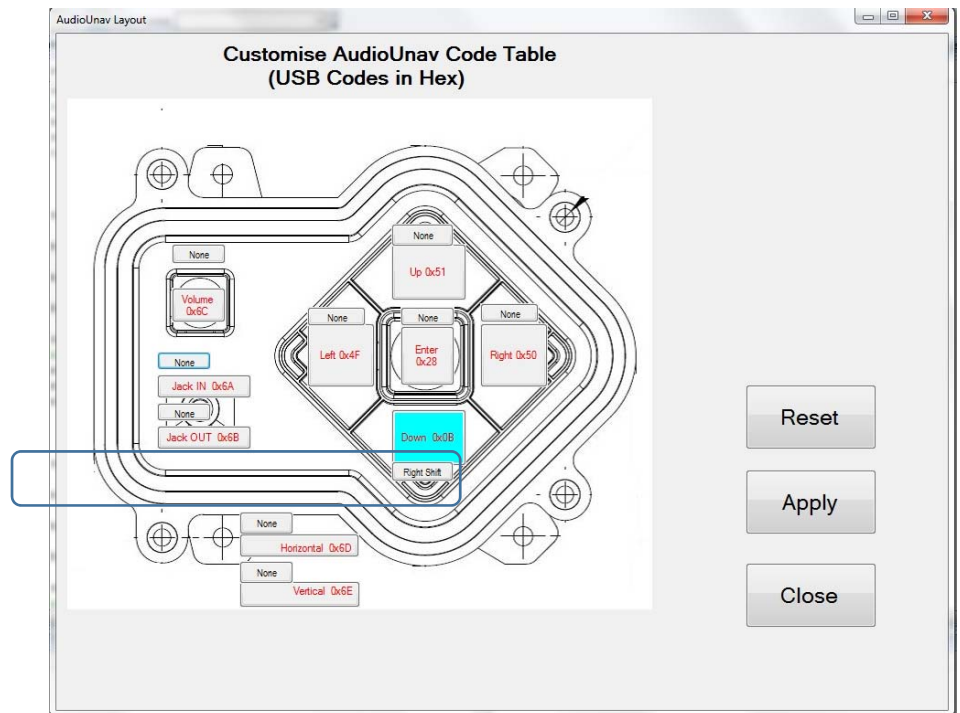 AudioUnav Layout
Customise AudioUnav Code Table
(USB Codes in Hex)
None
Up 0x51
None
Volume
0x6C
None
Left 0x4F
None
Enter
0x28
None
Right 0x50
None
Jack IN 0x6A
None
Jack OUT 0x6B
Down 0x0B
Right Shift
None
Horizontal 0x6D
None
Vertical 0x6E
Reset
Apply
Close